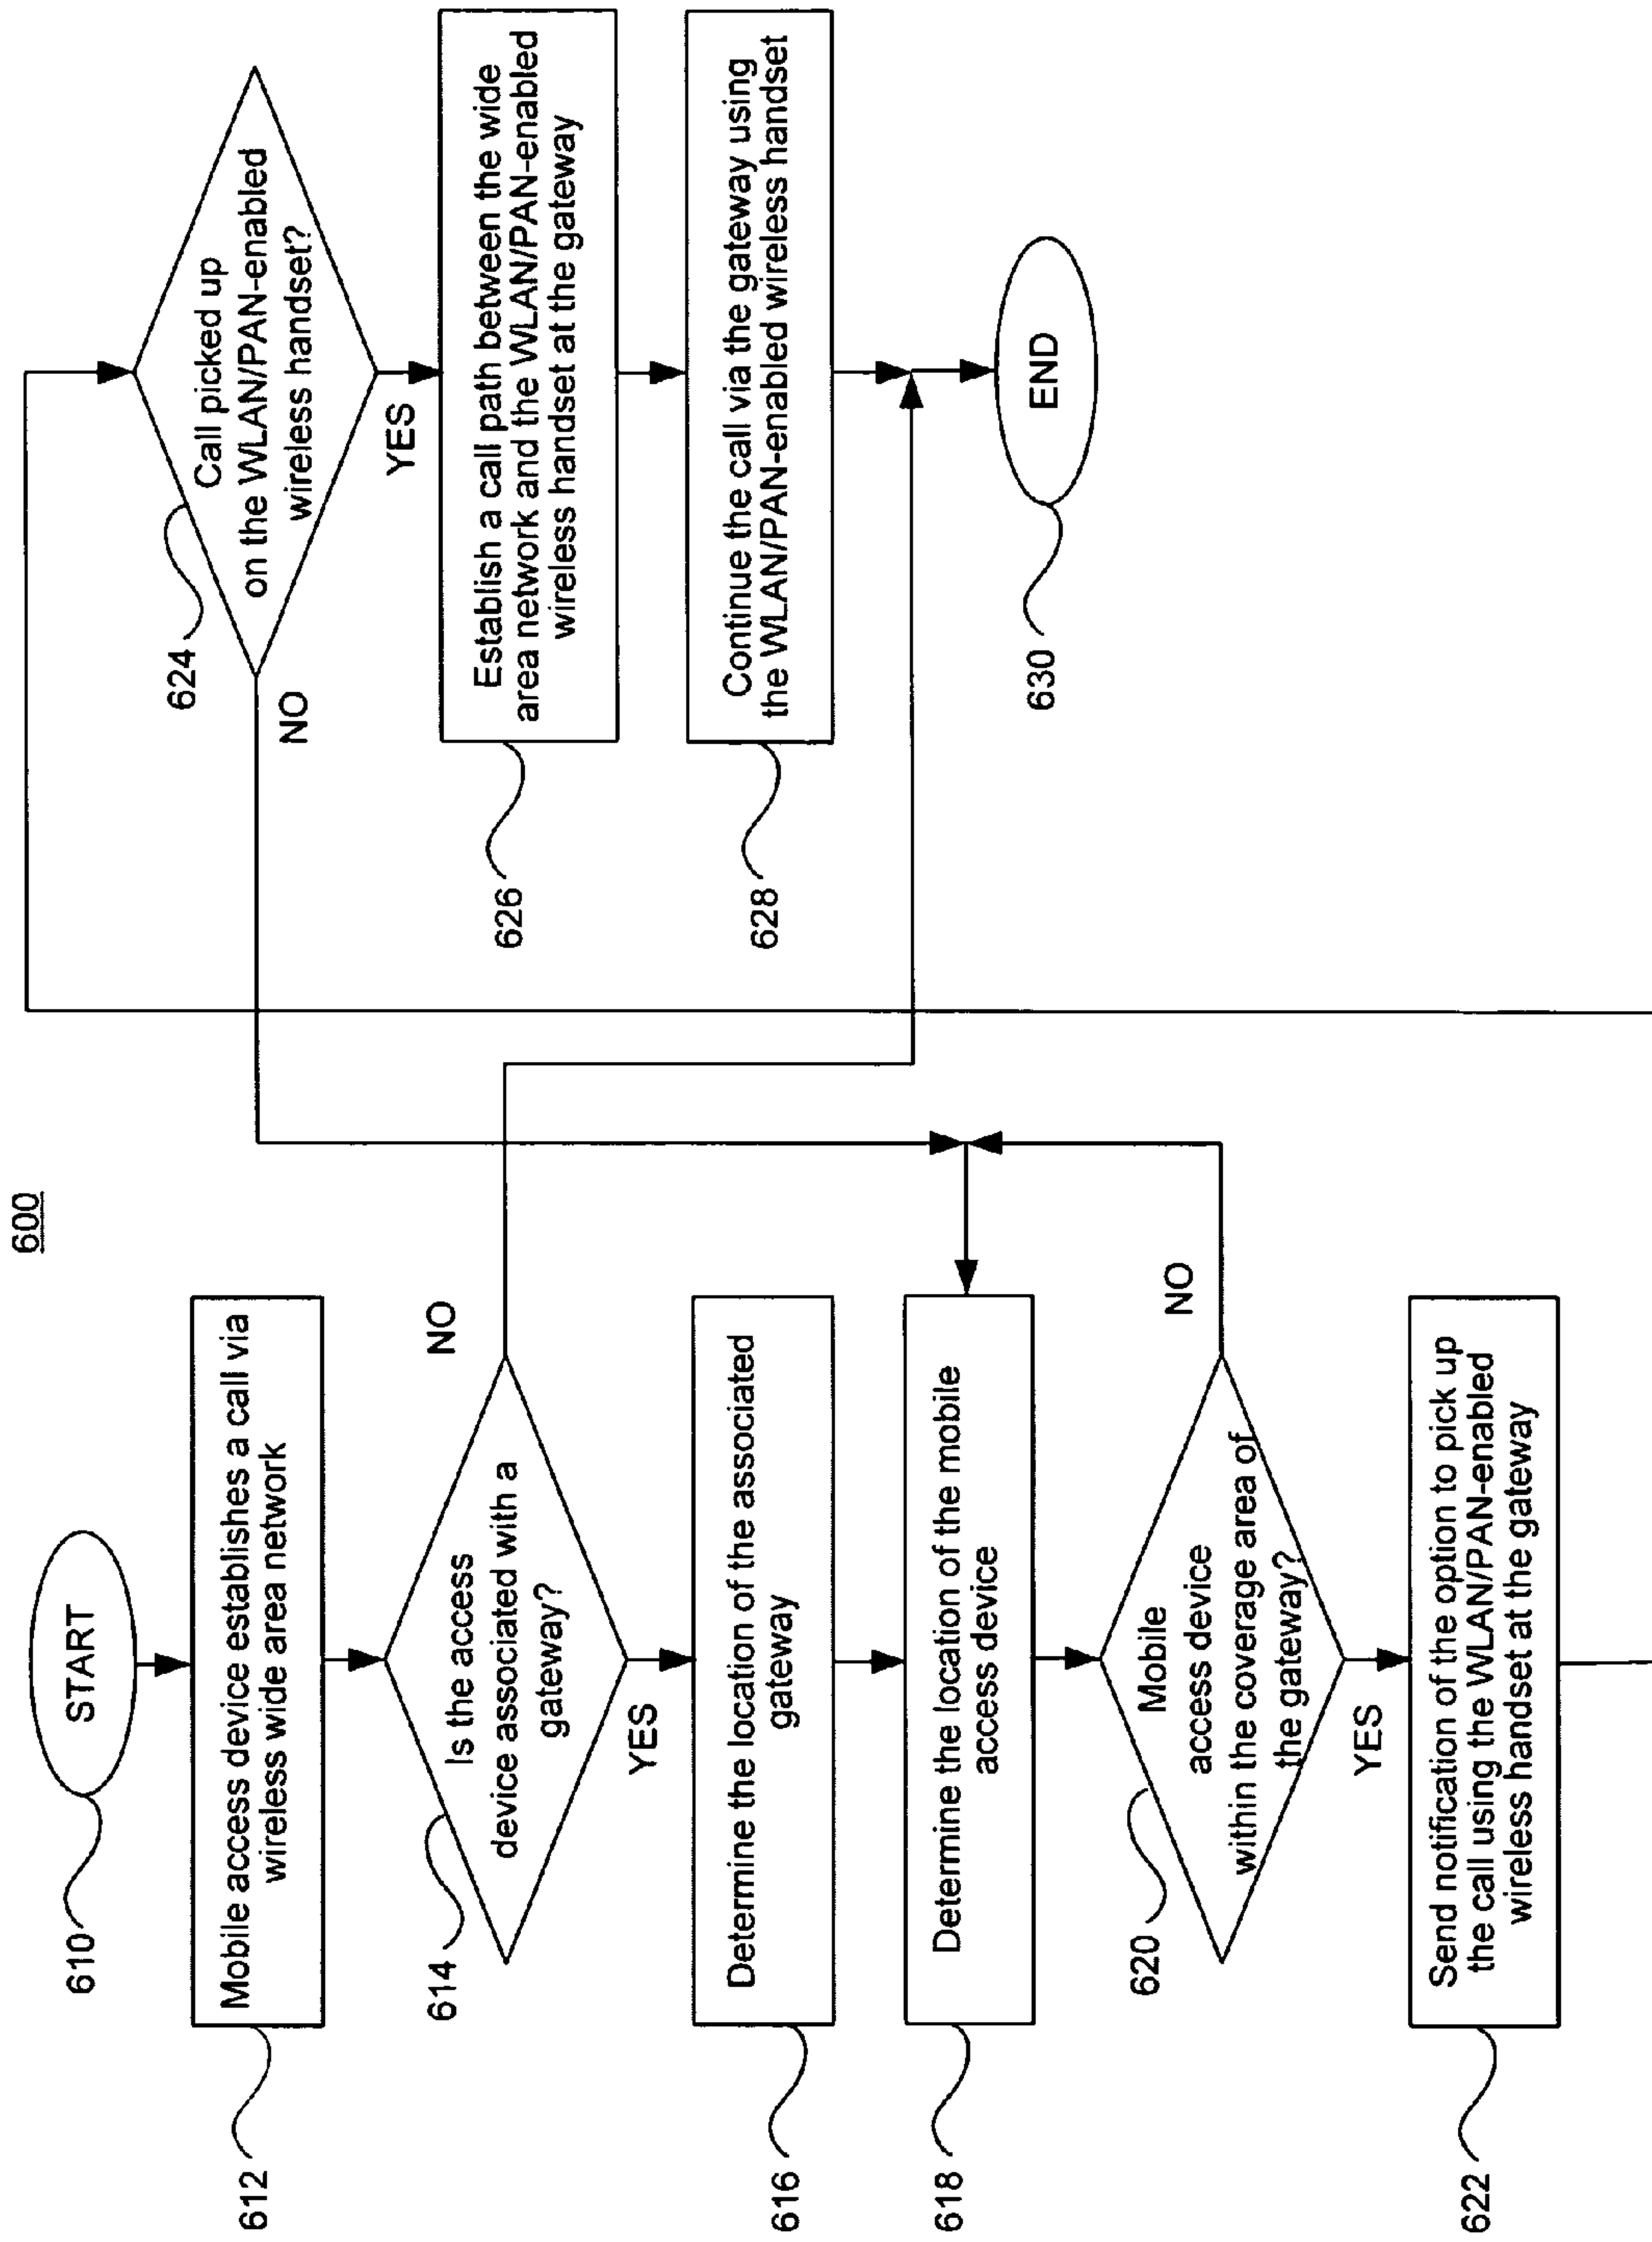 600
START
610
Mobile access device establishes a call via
wireless wide area network
612
Is the access
device associated with a
gateway?
614
NO
YES
Determine the location of the associated
gateway
616
Determine the location of the mobile
access device
618
Mobile
access device
within the coverage area of
the gateway?
620
NO
YES
Send notification of the option to pick up
the call using the WLAN/PAN-enabled
wireless handset at the gateway
622
Call picked up
on the WLAN/PAN-enabled
wireless handset?
624
NO
YES
Establish a call path between the wide
area network and the WLAN/PAN-enabled
wireless handset at the gateway
626
Continue the call via the gateway using
the WLAN/PAN-enabled wireless handset
628
END
630